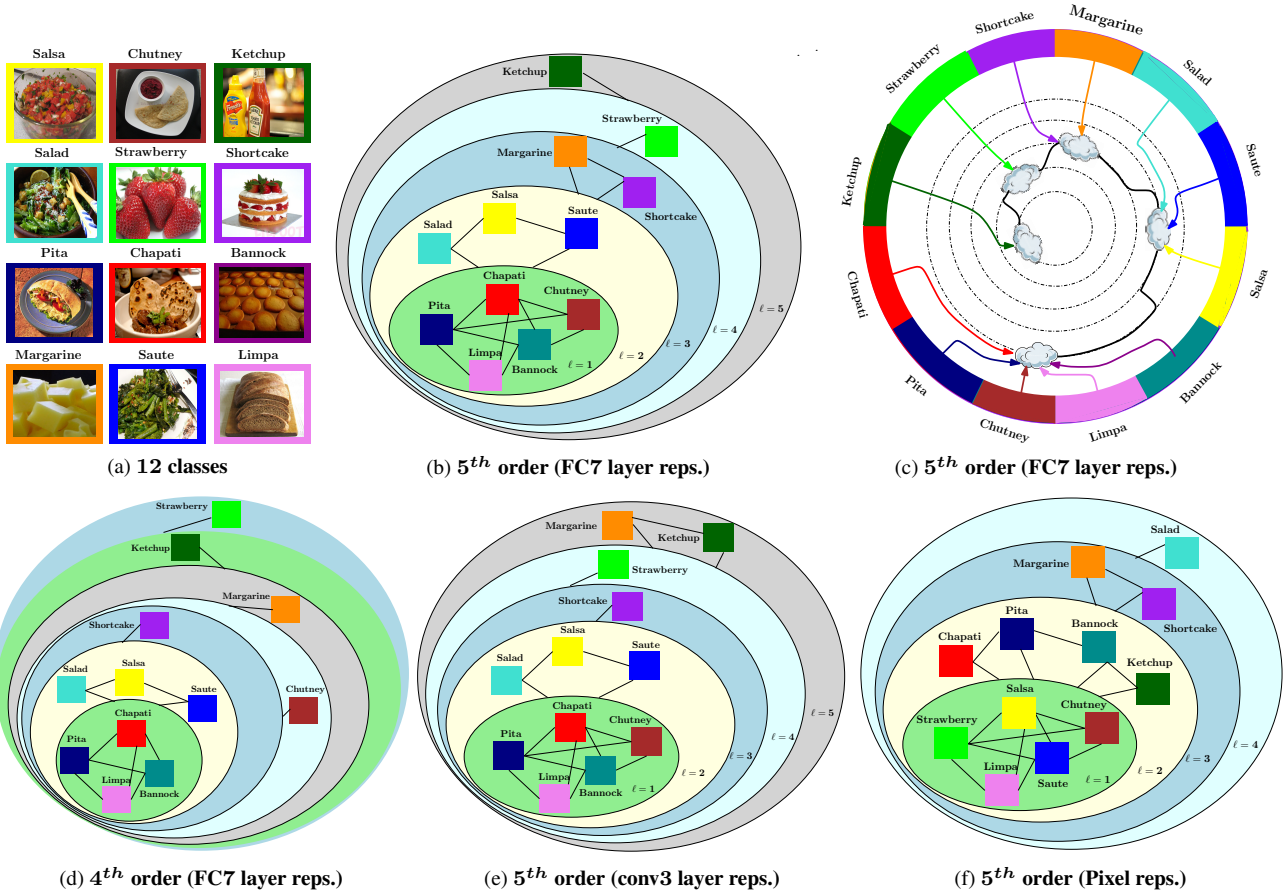 Salsa
Chutney
Ketchup
Salad
Strawberry
Shortcake
Pita
Chapati
Bannock
Margarine
Saute
Limpa
(a) 12 classes
Ketchup
Strawberry
Margarine
Shortcake
Salsa
Salad
Saute
Chapati
Pita
Chutney
Limpa
Bannock
ℓ = 1
ℓ = 2
ℓ = 3
ℓ = 4
ℓ = 5
(b) 5th order (FC7 layer reps.)
Shortcake
Margarine
Strawberry
Salad
Ketchup
Saute
Chapati
Salsa
Pita
Bannock
Chutney
Limpa
(c) 5th order (FC7 layer reps.)
Strawberry
Ketchup
Margarine
Shortcake
Salad
Salsa
Saute
Chutney
Chapati
Pita
Limpa
Bannock
(d) 4th order (FC7 layer reps.)
Margarine
Ketchup
Strawberry
Shortcake
Salsa
Salad
Saute
Chapati
Pita
Chutney
Limpa
Bannock
ℓ = 1
ℓ = 2
ℓ = 3
ℓ = 4
ℓ = 5
(e) 5th order (conv3 layer reps.)
Salad
Margarine
Shortcake
Pita
Bannock
Chapati
Ketchup
Salsa
Strawberry
Chutney
Limpa
Saute
ℓ = 1
ℓ = 2
ℓ = 3
ℓ = 4
(f) 5th order (Pixel reps.)